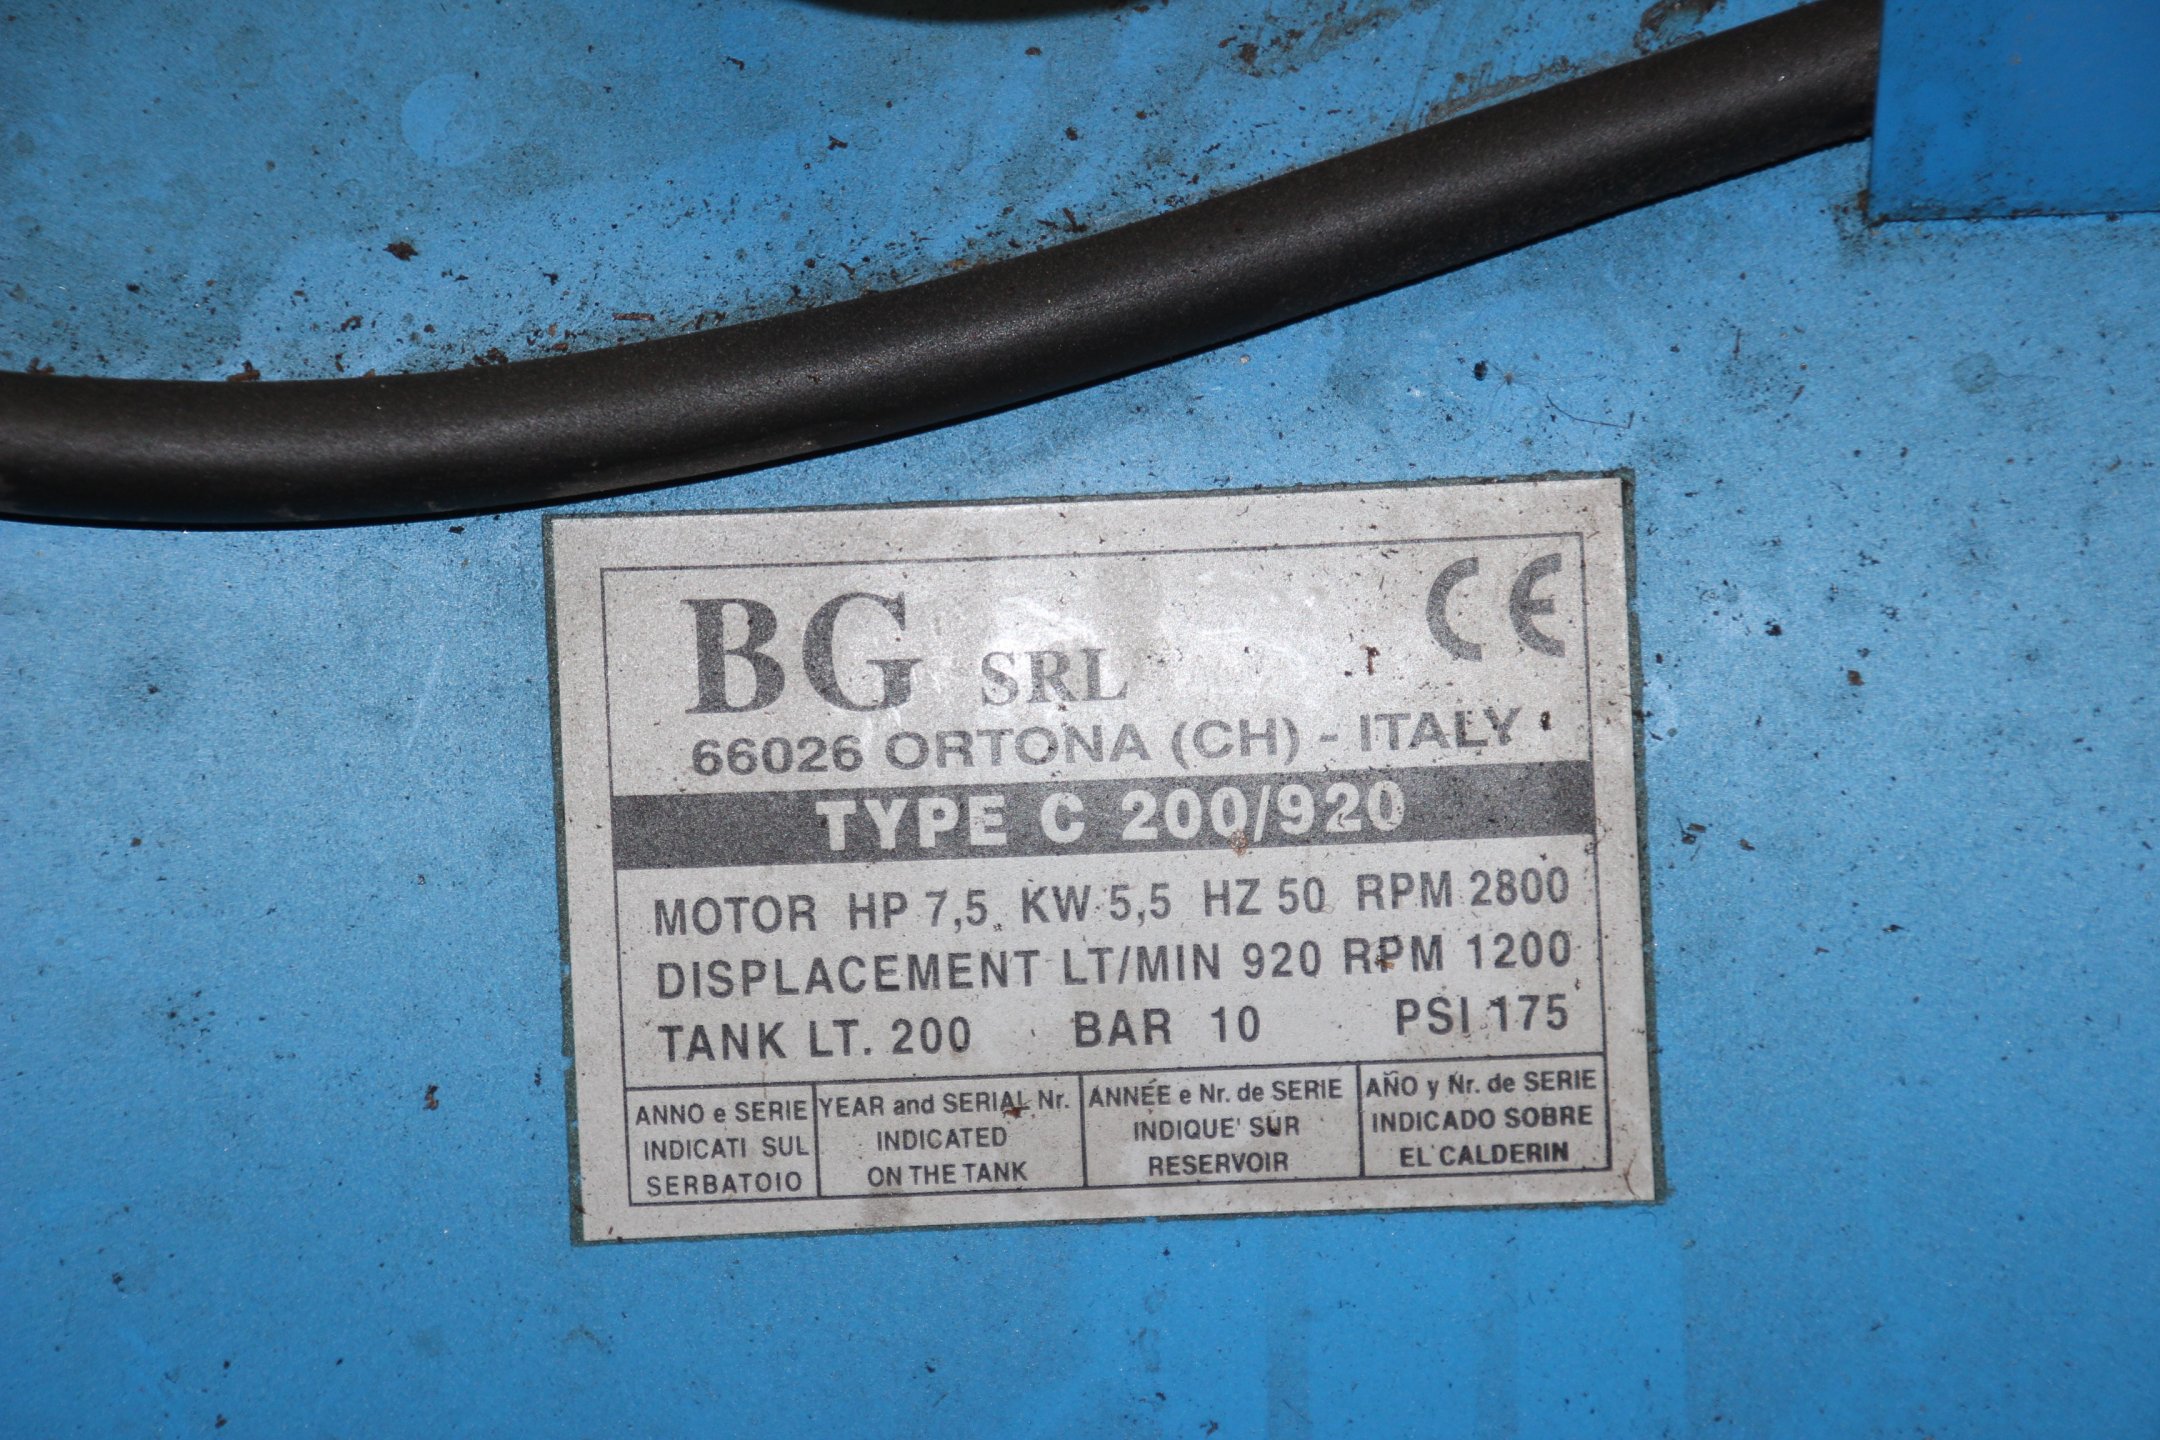 BG SRL CE
66026 ORTONA (CH) - ITALY
TYPE C 200/920
MOTOR HP 7,5 KW 5,5 HZ 50 RPM 2800
DISPLACEMENT LT/MIN 920 RPM 1200
TANK LT. 200 BAR 10 PSI 175
ANNO e SERIE
INDICATI SUL
SERBATOIO
YEAR and SERIAL Nr.
INDICATED
ON THE TANK
ANNÉE e Nr. de SERIE
INDIQUE' SUR
RESERVOIR
AÑO y Nr. de SERIE
INDICADO SOBRE
EL CALDERIN